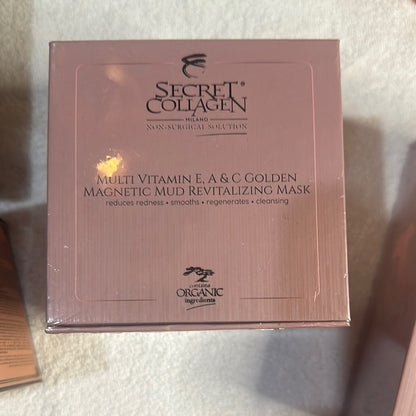 SECRET®
COLLAGEN
MILANO
NON-SURGICAL SOLUTION
MULTI VITAMIN E, A & C GOLDEN
MAGNETIC MUD REVITALIZING MASK
reduces redness • smooths • regenerates • cleansing
ORGANIC
ingredients